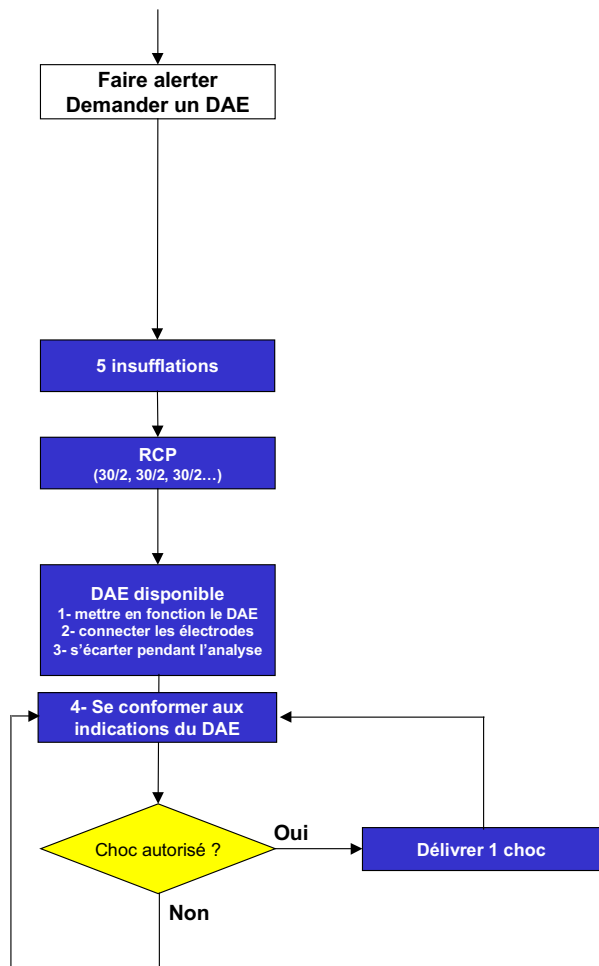 Faire alerter
Demander un DAE
5 insufflations
RCP
(30/2, 30/2, 30/2…)
DAE disponible
1- mettre en fonction le DAE
2- connecter les électrodes
3- s’écarter pendant l’analyse
4- Se conformer aux
indications du DAE
Choc autorisé ?
Oui
Délivrer 1 choc
Non